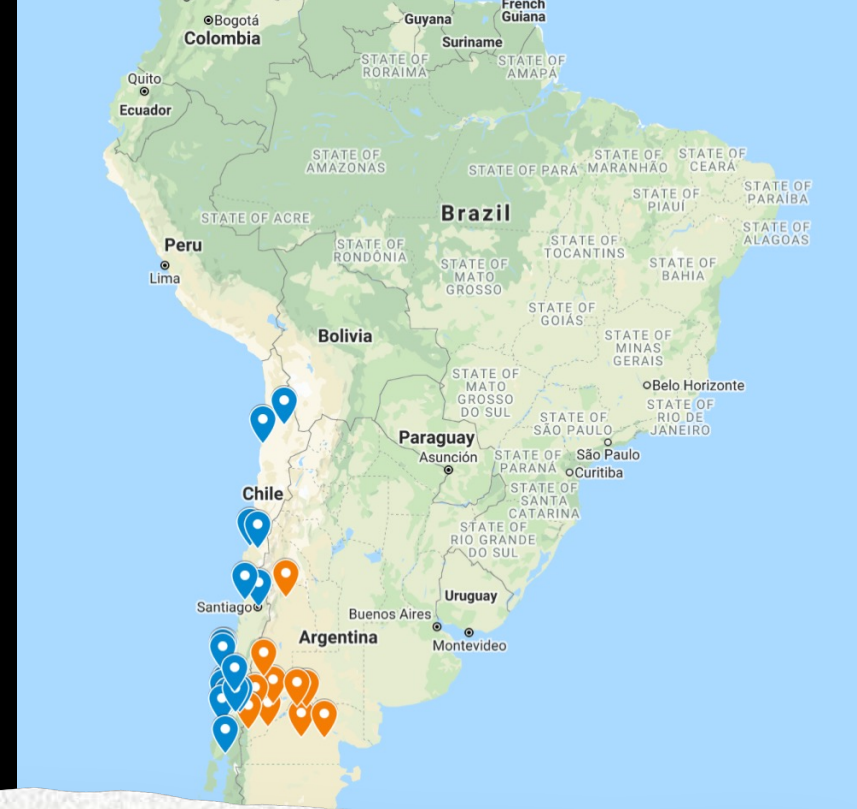 French
Guiana
Guyana
Bogotá
Colombia
Suriname
STATE OF
RORAIMA
STATE OF
AMAPÁ
Quito
Ecuador
STATE OF
AMAZONAS
STATE OF PARÁ
STATE OF
MARANHÃO
STATE OF
CEARÁ
STATE OF
PIAUÍ
STATE OF
PARAÍBA
STATE OF ACRE
Brazil
STATE OF
ALAGOAS
Peru
Lima
STATE OF
RONDÔNIA
STATE OF
TOCANTINS
STATE OF
MATO
GROSSO
STATE OF
BAHIA
STATE OF
GOIÁS
Bolivia
STATE OF
MINAS
GERAIS
STATE OF
MATO
GROSSO
DO SUL
Belo Horizonte
STATE OF
RIO DE
JANEIRO
STATE OF
SÃO PAULO
Paraguay
Asunción
São Paulo
STATE OF
PARANÁ
Curitiba
Chile
STATE OF
SANTA
CATARINA
STATE OF
RIO GRANDE
DO SUL
Santiago
Uruguay
Buenos Aires
Argentina
Montevideo